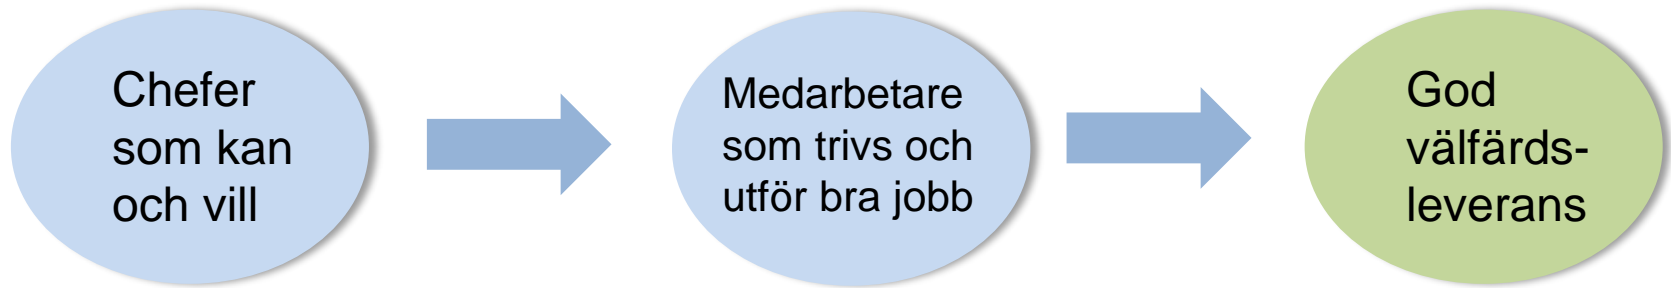 Chefer
som kan
och vill
Medarbetare
som trivs och
utför bra jobb
God
välfärds-
leverans